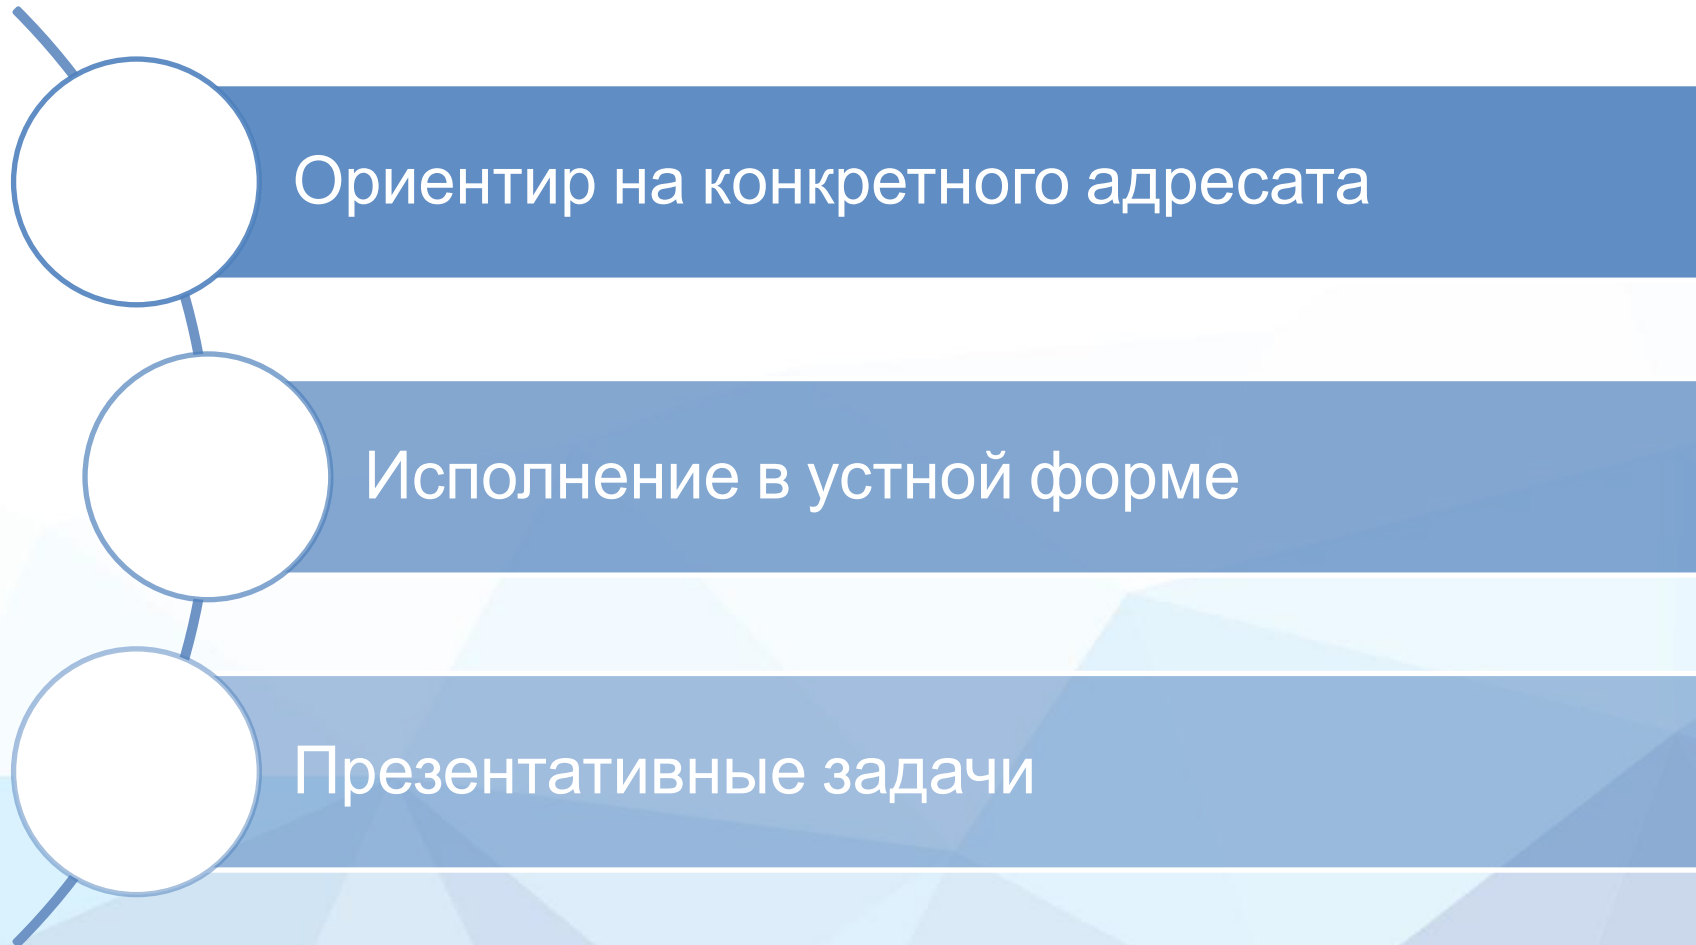 Ориентир на конкретного адресата
Исполнение в устной форме
Презентативные задачи